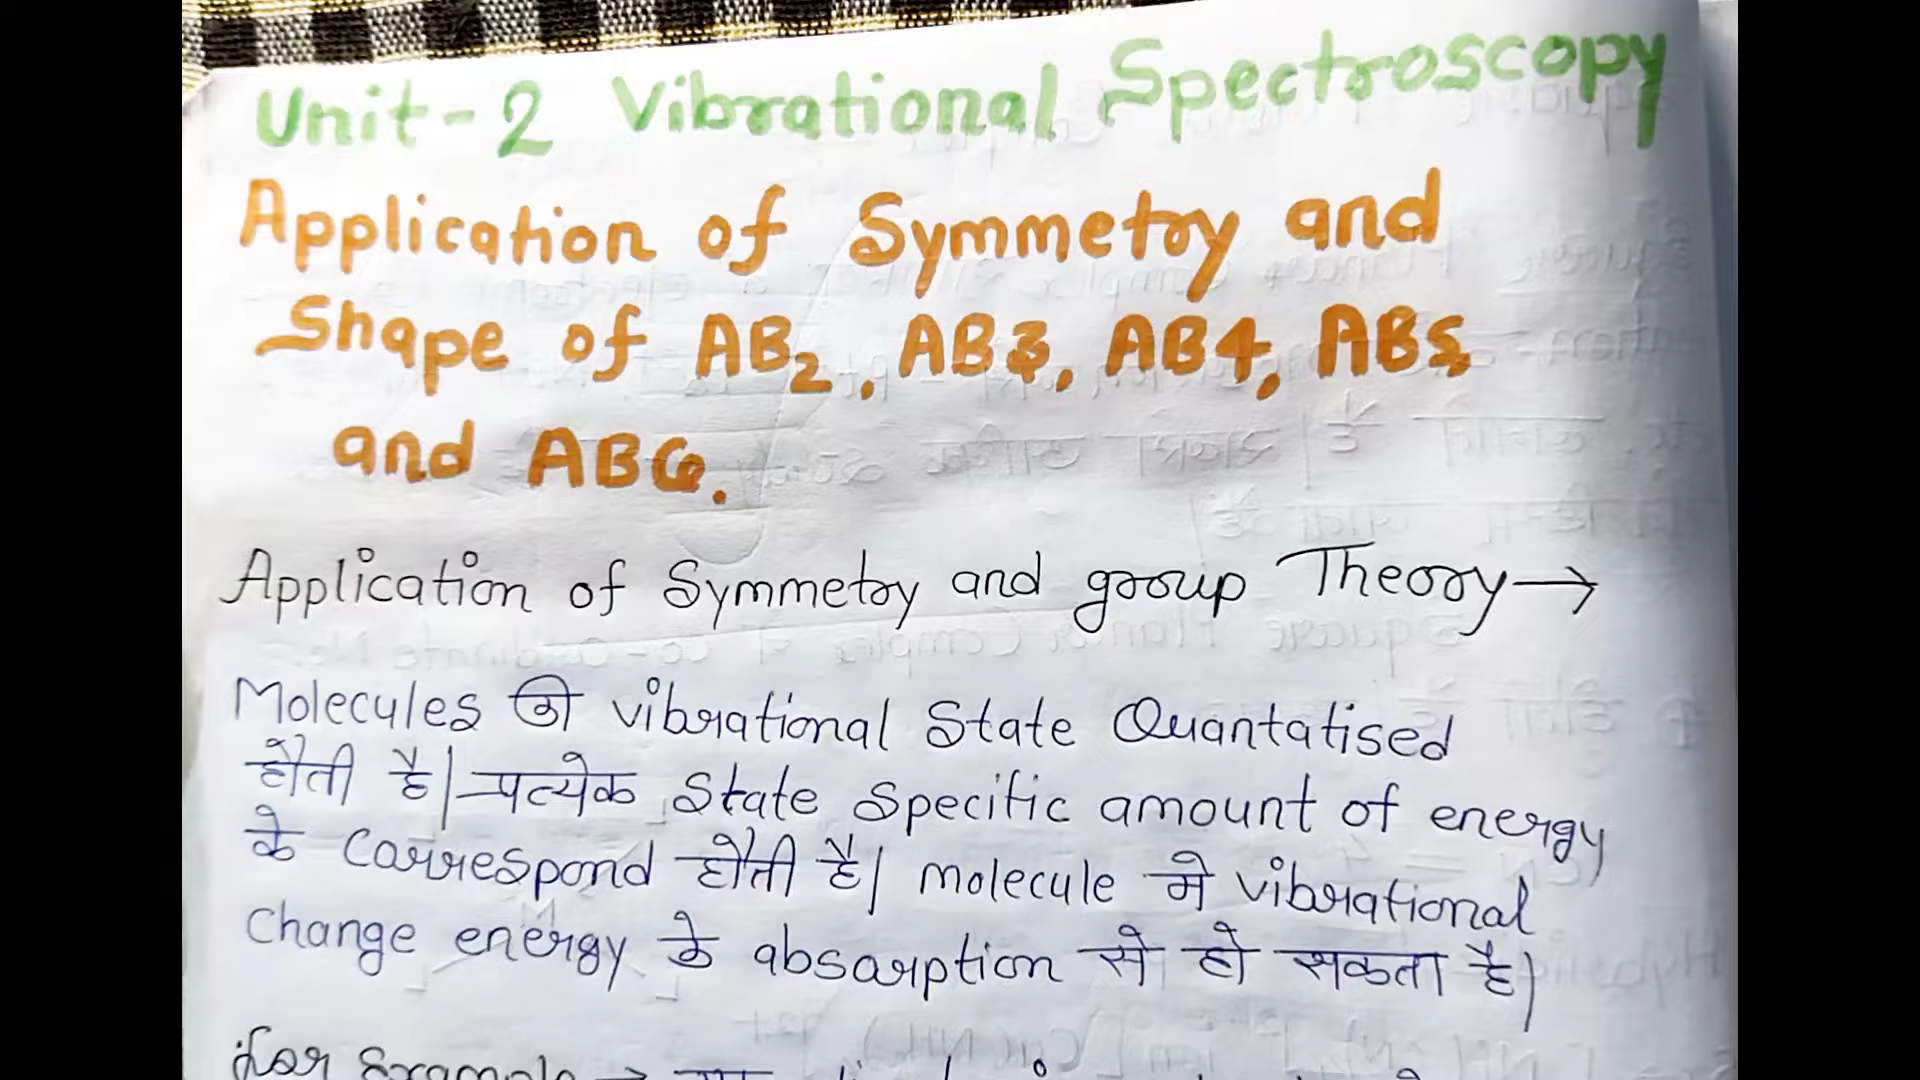 Unit-2 Vibrational Spectroscopy
Application of Symmetry and
Shape of AB2, AB3, AB4, AB5
and AB6.
Application of Symmetry and group Theory→
Molecules की vibrational State Quantatised
होती है। प्रत्येक State Specific amount of energy
के Correspond होती है। molecule मे vibrational
Change energy के absorption से हो सकता है।
for Example →